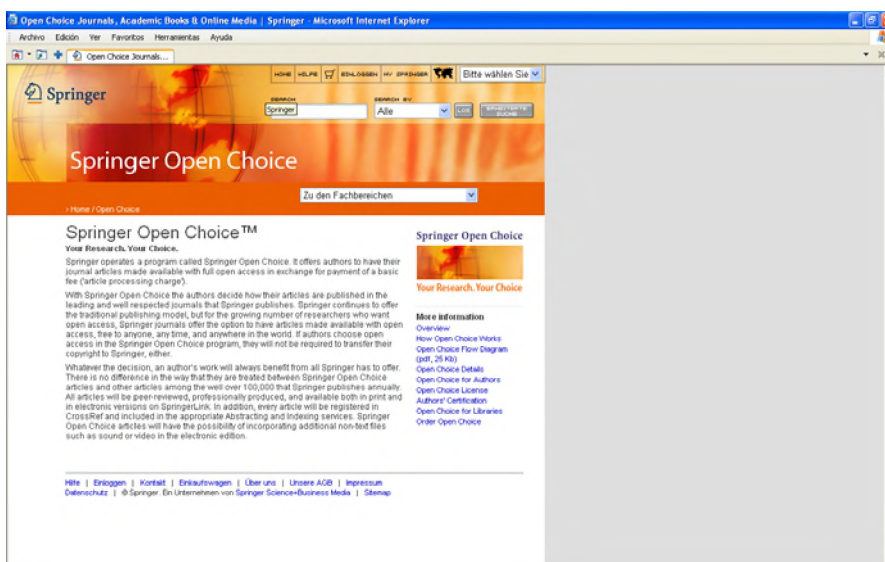 Open Choice Journals, Academic Books & Online Media | Springer - Microsoft Internet Explorer
Archivo Edición Ver Favoritos Herramientas Ayuda
Open Choice Journals...
HOME HILFE EINLOGGEN MY SPRINGER Bitte wählen Sie
Springer
SEARCH SEARCH BY
Springer Alle LOS ERWEITERTE SUCHE
Springer Open Choice
Zu den Fachbereichen
> Home / Open Choice
Springer Open Choice™
Your Research. Your Choice.
Springer operates a program called Springer Open Choice. It offers authors to have their
journal articles made available with full open access in exchange for payment of a basic
fee ('article processing charge').
With Springer Open Choice the authors decide how their articles are published in the
leading and well respected journals that Springer publishes. Springer continues to offer
the traditional publishing model, but for the growing number of researchers who want
open access, Springer journals offer the option to have articles made available with open
access, free to anyone, any time, and anywhere in the world. If authors choose open
access in the Springer Open Choice program, they will not be required to transfer their
copyright to Springer, either.
Whatever the decision, an author's work will always benefit from all Springer has to offer.
There is no difference in the way that they are treated between Springer Open Choice
articles and other articles among the well over 100,000 that Springer publishes annually.
All articles will be peer-reviewed, professionally produced, and available both in print and
in electronic versions on SpringerLink. In addition, every article will be registered in
CrossRef and included in the appropriate Abstracting and Indexing services. Springer
Open Choice articles will have the possibility of incorporating additional non-text files
such as sound or video in the electronic edition.
Springer Open Choice
Your Research. Your Choice
More information
Overview
How Open Choice Works
Open Choice Flow Diagram
(pdf, 25 Kb)
Open Choice Details
Open Choice for Authors
Open Choice License
Authors' Certification
Open Choice for Libraries
Order Open Choice
Hilfe | Einloggen | Kontakt | Einkaufswagen | Über uns | Unsere AGB | Impressum
Datenschutz | © Springer. Ein Unternehmen von Springer Science+Business Media | Sitemap